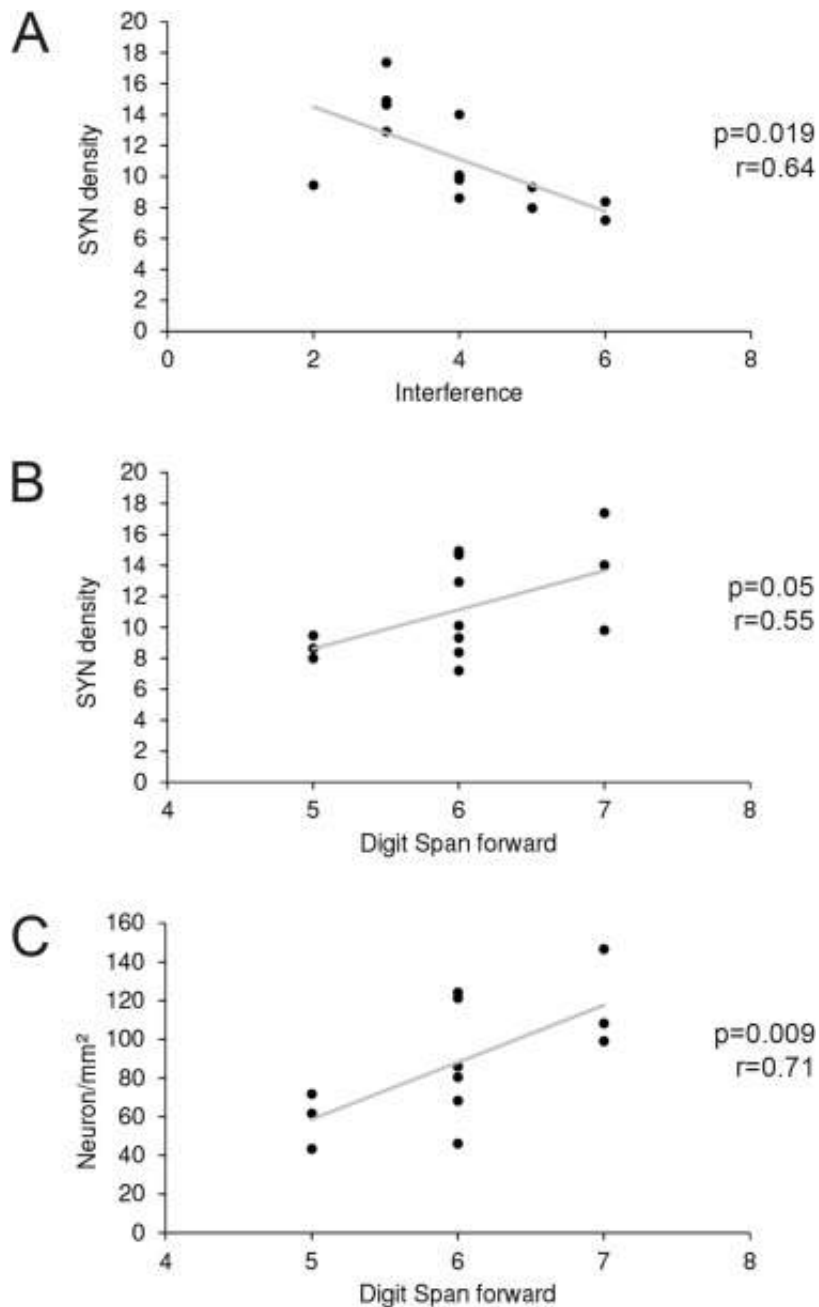 A
20
18
16
14
12
10
8
6
4
2
0
SYN density
0 2 4 6 8
Interference
p=0.019
r=0.64
B
20
18
16
14
12
10
8
6
4
2
0
SYN density
4 5 6 7 8
Digit Span forward
p=0.05
r=0.55
C
160
140
120
100
80
60
40
20
0
Neuron/mm²
4 5 6 7 8
Digit Span forward
p=0.009
r=0.71